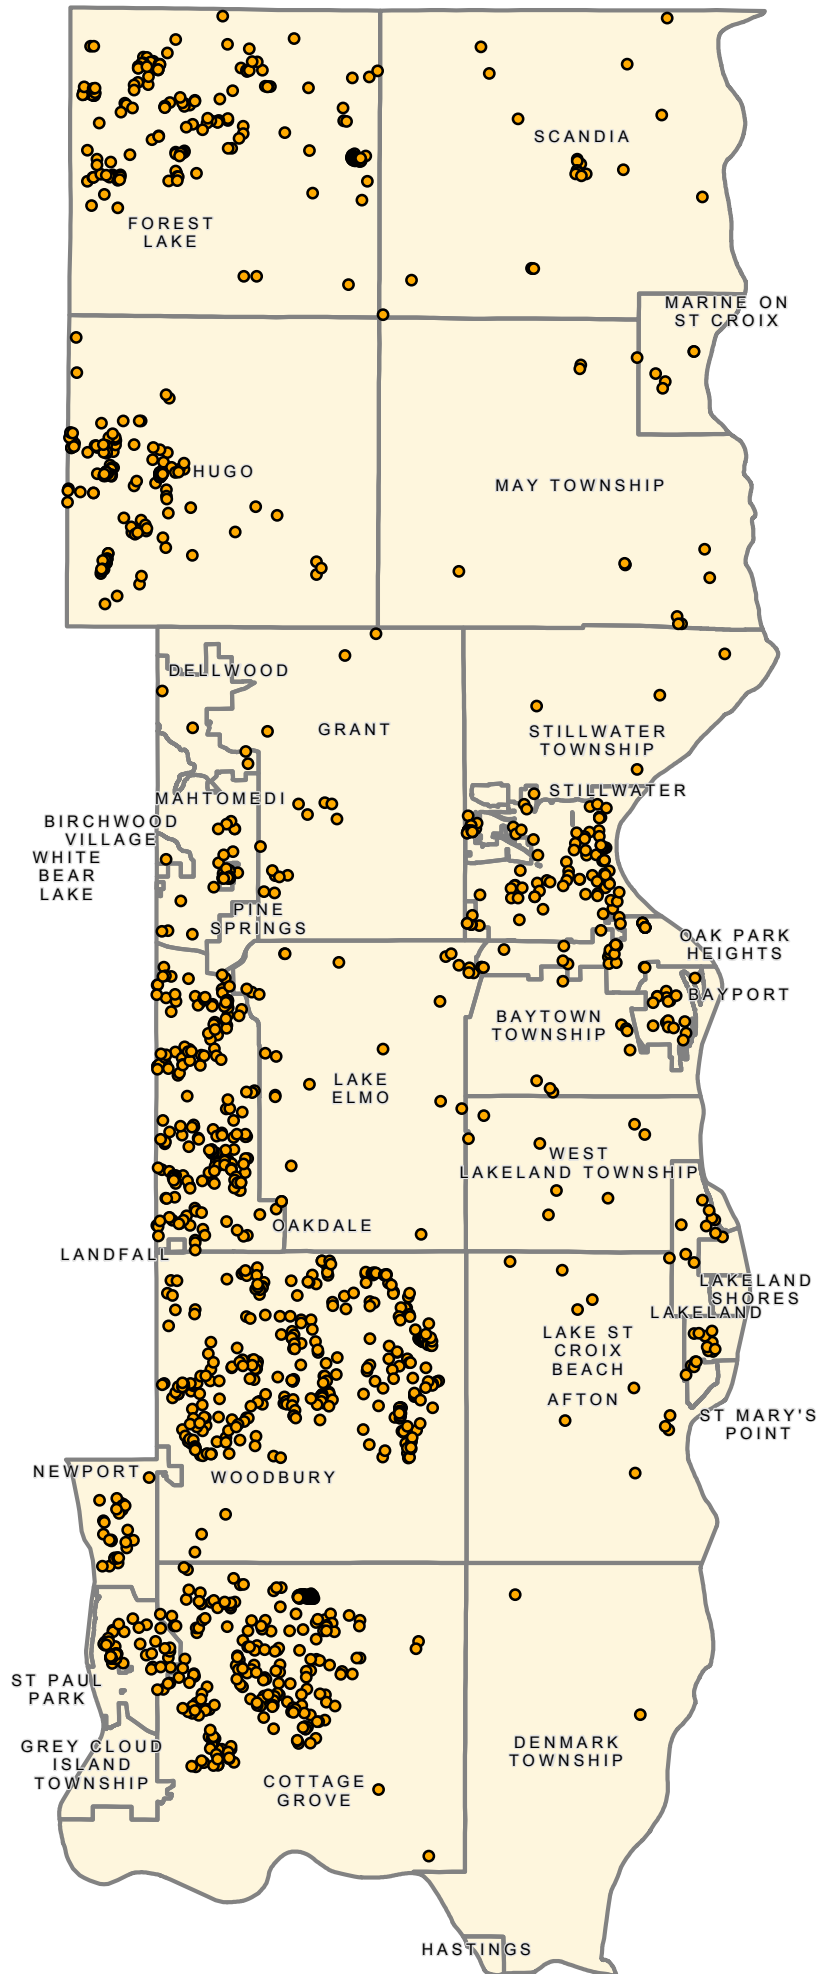 SCANDIA
FOREST
LAKE
MARINE ON
ST CROIX
HUGO
MAY TOWNSHIP
DELLWOOD
GRANT
STILLWATER
TOWNSHIP
STILLWATER
MAHTOMEDI
BIRCHWOOD
VILLAGE
WHITE
BEAR
LAKE
PINE
SPRINGS
OAK PARK
HEIGHTS
BAYPORT
BAYTOWN
TOWNSHIP
LAKE
ELMO
WEST
LAKELAND TOWNSHIP
OAKDALE
LANDFALL
LAKELAND
SHORES
LAKELAND
LAKE ST
CROIX
BEACH
AFTON
ST MARY'S
POINT
NEWPORT
WOODBURY
ST PAUL
PARK
GREY CLOUD
ISLAND
TOWNSHIP
DENMARK
TOWNSHIP
COTTAGE
GROVE
HASTINGS